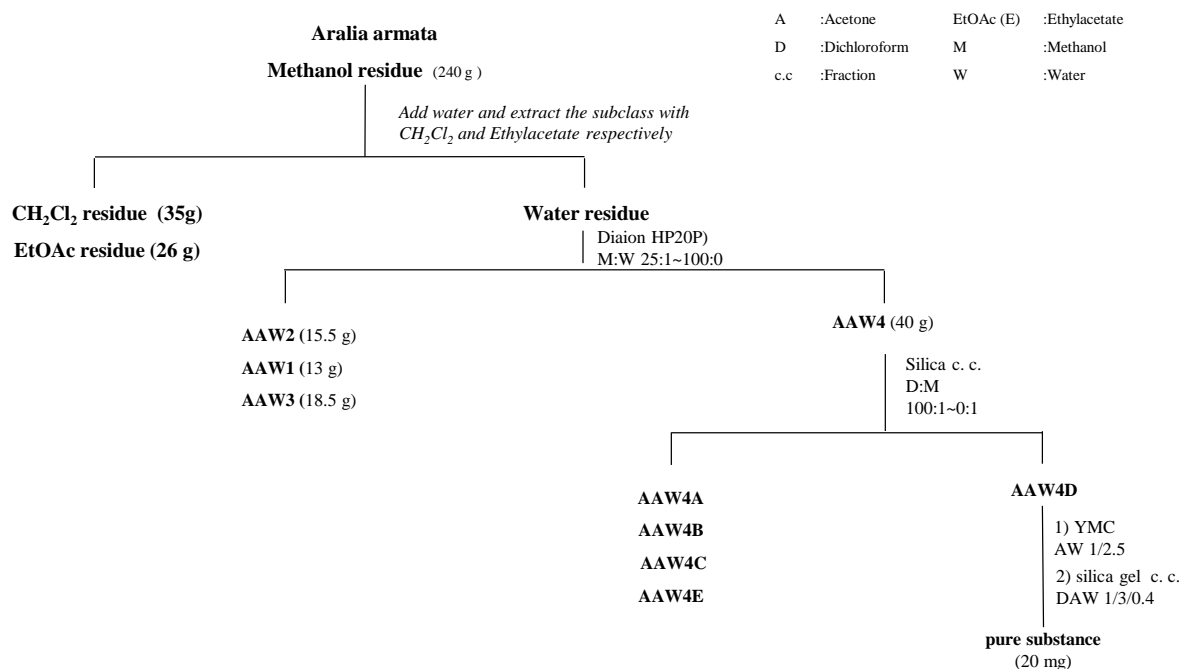 A :Acetone EtOAc (E) :Ethylacetate
D :Dichloroform M :Methanol
c.c :Fraction W :Water
Aralia armata
Methanol residue (240 g )
Add water and extract the subclass with
CH₂Cl₂ and Ethylacetate respectively
CH₂Cl₂ residue (35g)
EtOAc residue (26 g)
Water residue
Diaion HP20P)
M:W 25:1~100:0
AAW2 (15.5 g)
AAW1 (13 g)
AAW3 (18.5 g)
AAW4 (40 g)
Silica c. c.
D:M
100:1~0:1
AAW4A
AAW4B
AAW4C
AAW4E
AAW4D
1) YMC
AW 1/2.5
2) silica gel c. c.
DAW 1/3/0.4
pure substance
(20 mg)